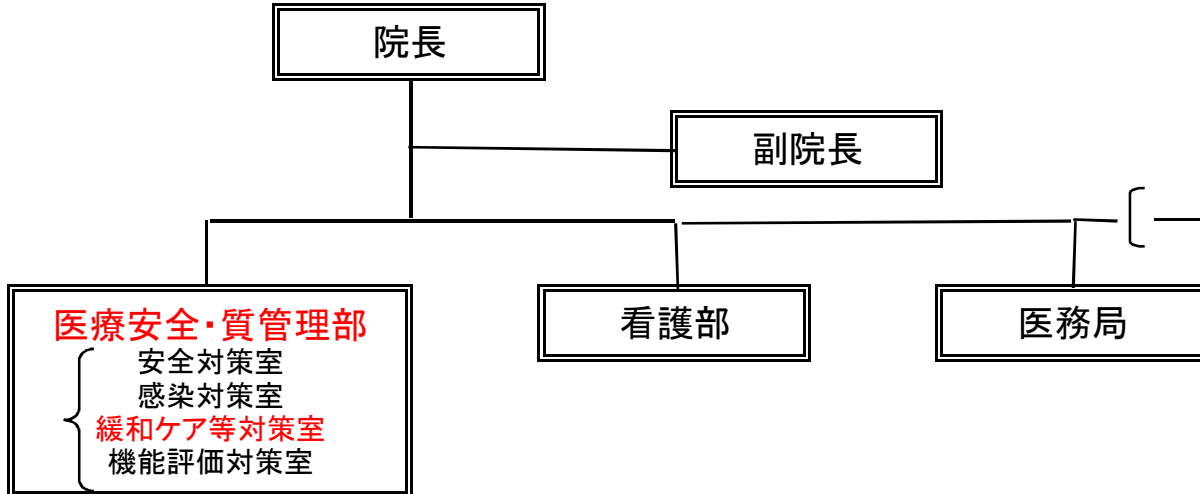 院長
副院長
医療安全・質管理部
安全対策室
感染対策室
緩和ケア等対策室
機能評価対策室
看護部
医務局